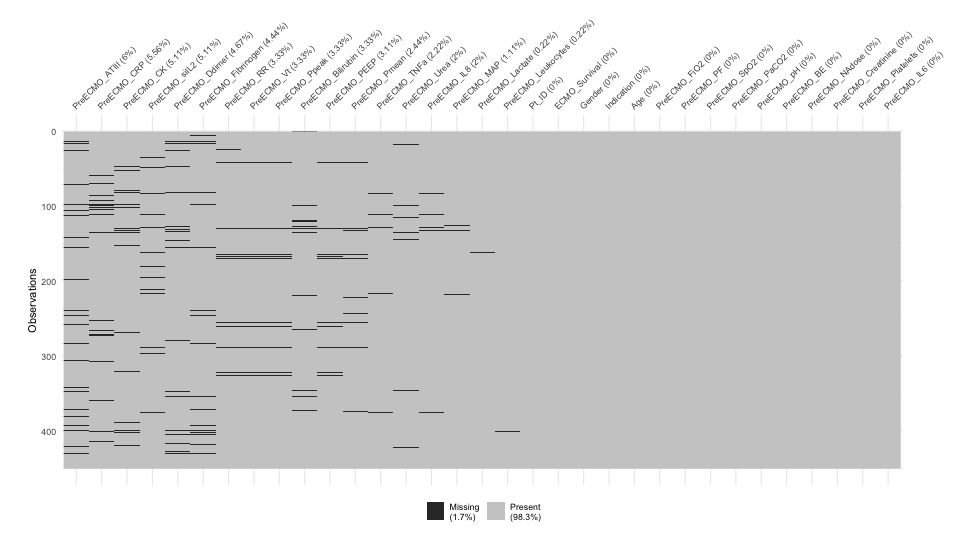 PreECMO_ATIII (6%)
PreECMO_CRP (5.56%)
PreECMO_CK (5.11%)
PreECMO_siIL2 (5.11%)
PreECMO_Ddimer (4.67%)
PreECMO_Fibrinogen (4.44%)
PreECMO_RR (3.33%)
PreECMO_Vt (3.33%)
PreECMO_Ppeak (3.33%)
PreECMO_Bilirubin (3.33%)
PreECMO_PEEP (3.11%)
PreECMO_Pmean (2.44%)
PreECMO_TNFa (2.22%)
PreECMO_Urea (2%)
PreECMO_IL8 (2%)
PreECMO_MAP (1.11%)
PreECMO_Lactate (0.22%)
PreECMO_Leukocytes (0.22%)
Pt_ID (0%)
ECMO_Survival (0%)
Gender (0%)
Indication (0%)
Age (0%)
PreECMO_FiO2 (0%)
PreECMO_PF (0%)
PreECMO_SpO2 (0%)
PreECMO_PaCO2 (0%)
PreECMO_pH (0%)
PreECMO_BE (0%)
PreECMO_NAdose (0%)
PreECMO_Creatinine (0%)
PreECMO_Platelets (0%)
PreECMO_IL6 (0%)
0
100
200
300
400
Observations
Missing
(1.7%)
Present
(98.3%)